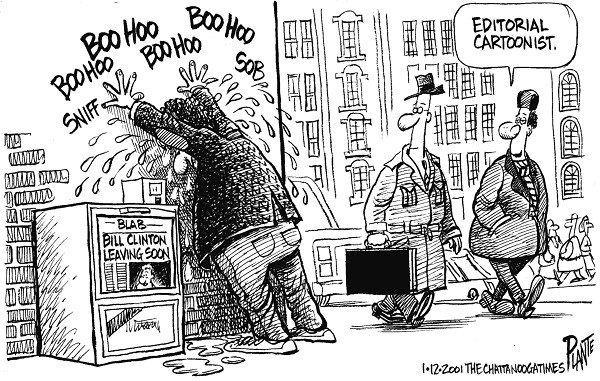 BOO HOO
BOO HOO
BOO HOO
BOO HOO
SNIFF
SOB
EDITORIAL
CARTOONIST.
BLAB
BILL CLINTON
LEAVING SOON
1•12•2001 THE CHATTANOOGA TIMES
PLANTE